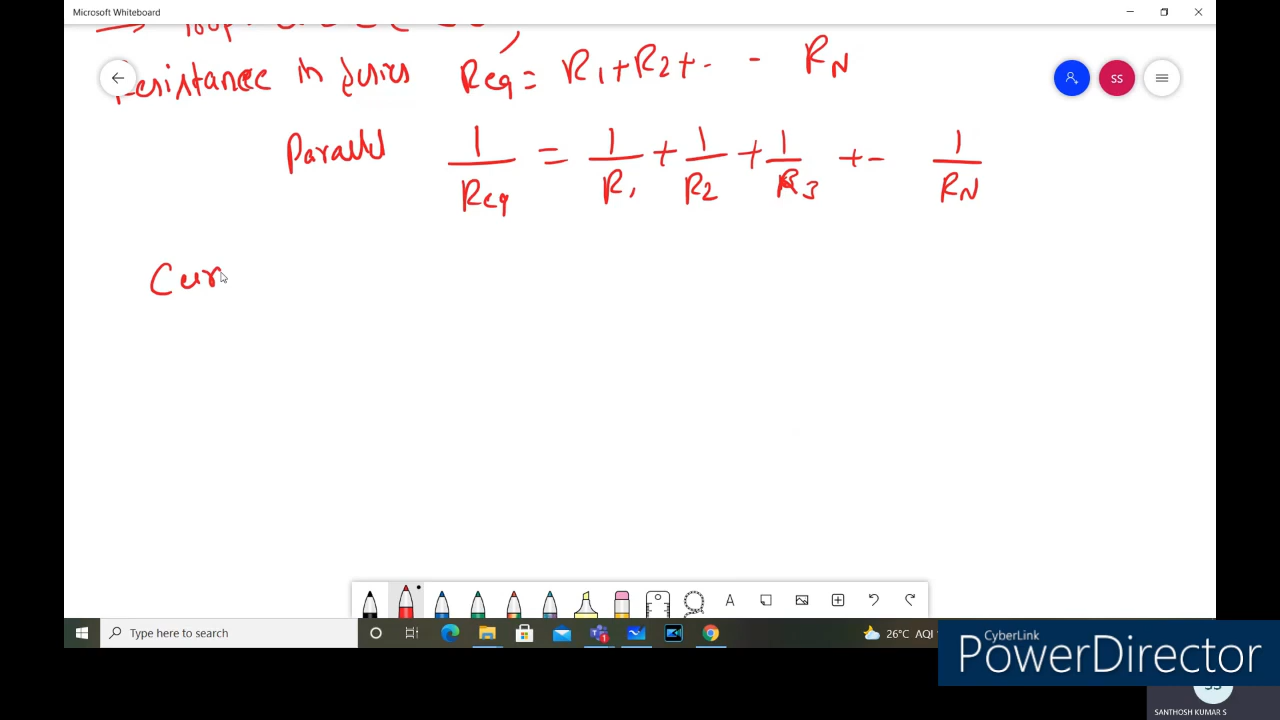 Microsoft Whiteboard
Resistance in series Req = R1+R2+- - RN
Parallel 1/Req = 1/R1 + 1/R2 + 1/R3 +- 1/RN
SS
Cur
A
Type here to search
26°C AQI
CyberLink
PowerDirector
SANTHOSH KUMAR S